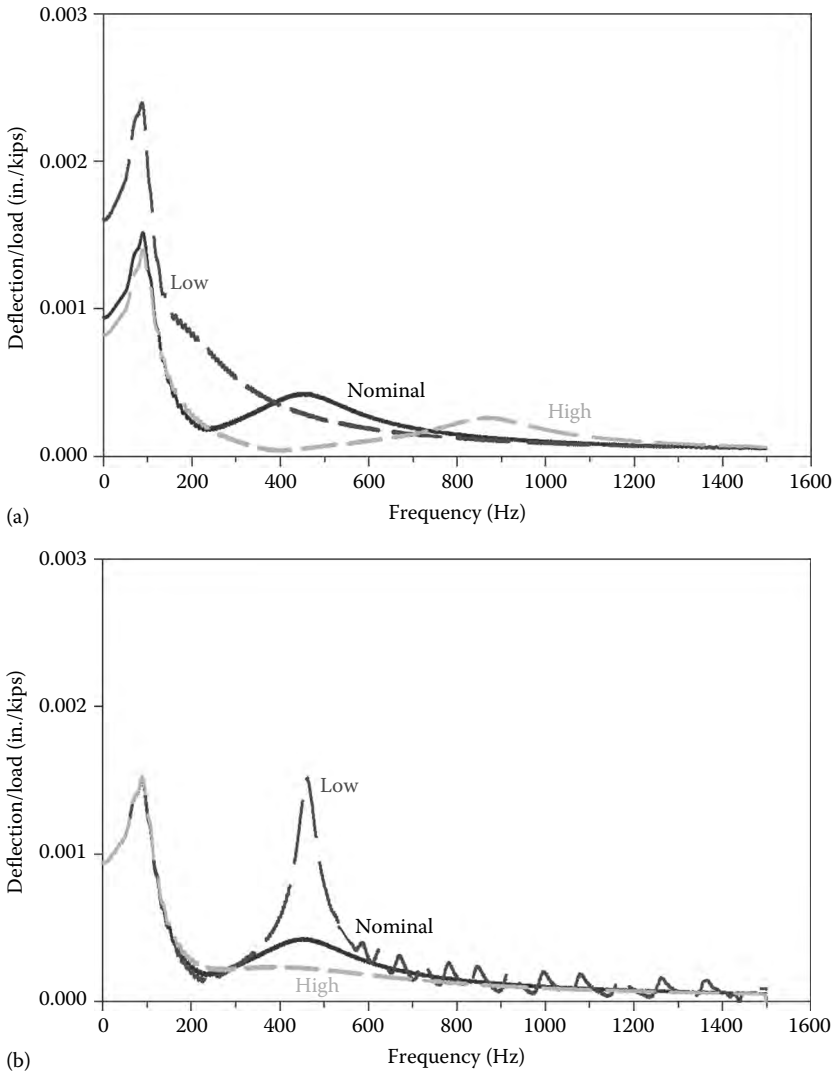 0.003
0.002
0.001
0.000
Deflection/load (in./kips)
Low
Nominal
High
0 200 400 600 800 1000 1200 1400 1600
Frequency (Hz)
(a)
0.003
0.002
0.001
0.000
Deflection/load (in./kips)
Low
Nominal
High
0 200 400 600 800 1000 1200 1400 1600
Frequency (Hz)
(b)